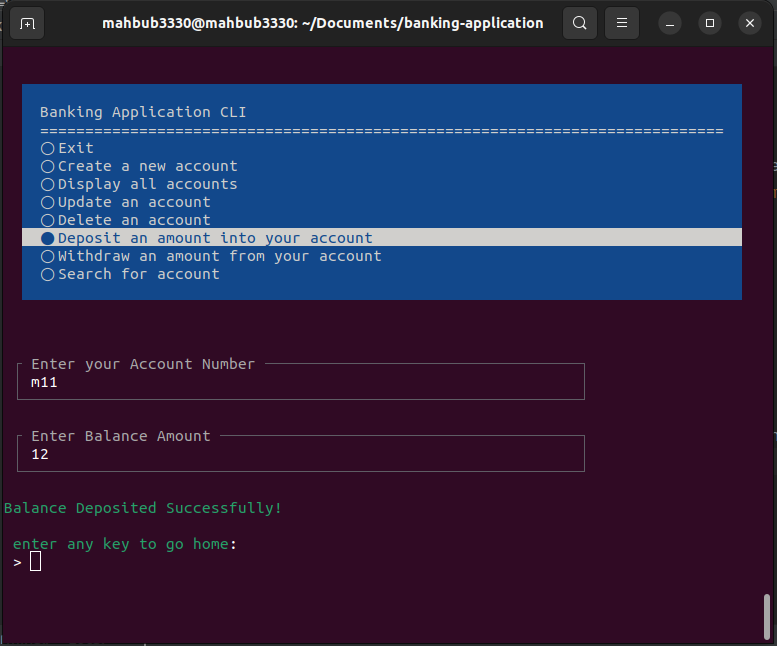 mahbub3330@mahbub3330: ~/Documents/banking-application
Banking Application CLI
============================================================================
Exit
Create a new account
Display all accounts
Update an account
Delete an account
Deposit an amount into your account
Withdraw an amount from your account
Search for account
Enter your Account Number
m11
Enter Balance Amount
12
Balance Deposited Successfully!
enter any key to go home:
>